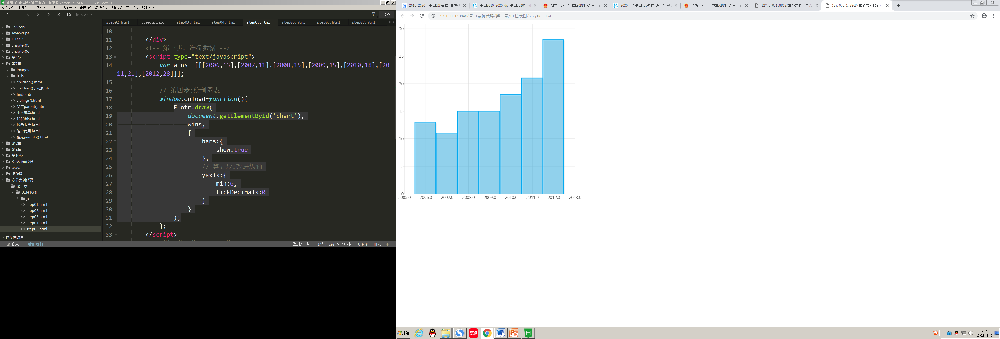 章节案例代码/第二章/01柱状图/step05.html - HBuilder X
文件(F) 编辑(E) 选择(S) 查找(I) 跳转(G) 运行(R) 发行(U) 视图(V) 工具(T) 帮助(Y)
输入文件名
预览
CSSbox
JavaScript
HTML5
chapter05
chapter06
第6章
第7章
images
jslib
children().html
children()子元素.html
find().html
siblings().html
父亲parent().html
水平菜单.html
我$(this).html
折叠卡片.html
组合使用.html
祖先parents().html
第8章
第9章
第10章
实操习题代码
www
源代码
章节案例代码
第二章
01柱状图
js
step01.html
step02.html
step03.html
step04.html
step05.html
已关闭项目
step02.html step01.html step03.html step04.html step05.html step06.html step07.html step08.html
10
11 </div>
12 <!-- 第三步：准备数据 -->
13 <script type="text/javascript">
14 var wins =[[[2006,13],[2007,11],[2008,15],[2009,15],[2010,18],[20
11,21],[2012,28]]];
15
16 // 第四步:绘制图表
17 window.onload=function(){
18 Flotr.draw(
19 document.getElementById('chart'),
20 wins,
21 {
22 bars:{
23 show:true
24 },
25 // 第五步:改进纵轴
26 yaxis:{
27 min:0,
28 tickDecimals:0
29 }
30 }
31 );
32 };
33 </script>
登录 赞助我们 语法提示库 14行, 202字符被选择 UTF-8 HTML
2010-2020年中国GDP数据_百度搜 中国2010-2020gdp_中国2020年gd 图表：近十年我国GDP数据修订情 2020整个中国gdp数据_近十年中国 图表：近十年我国GDP数据修订情 127.0.0.1:8848/章节案例代码/ 127.0.0.1:8848/章节案例代码/
127.0.0.1:8848/章节案例代码/第二章/01柱状图/step05.html
30
25
20
15
10
5
0
2005.0 2006.0 2007.0 2008.0 2009.0 2010.0 2011.0 2012.0 2013.0
开始
有道
12:46
2021-2-5